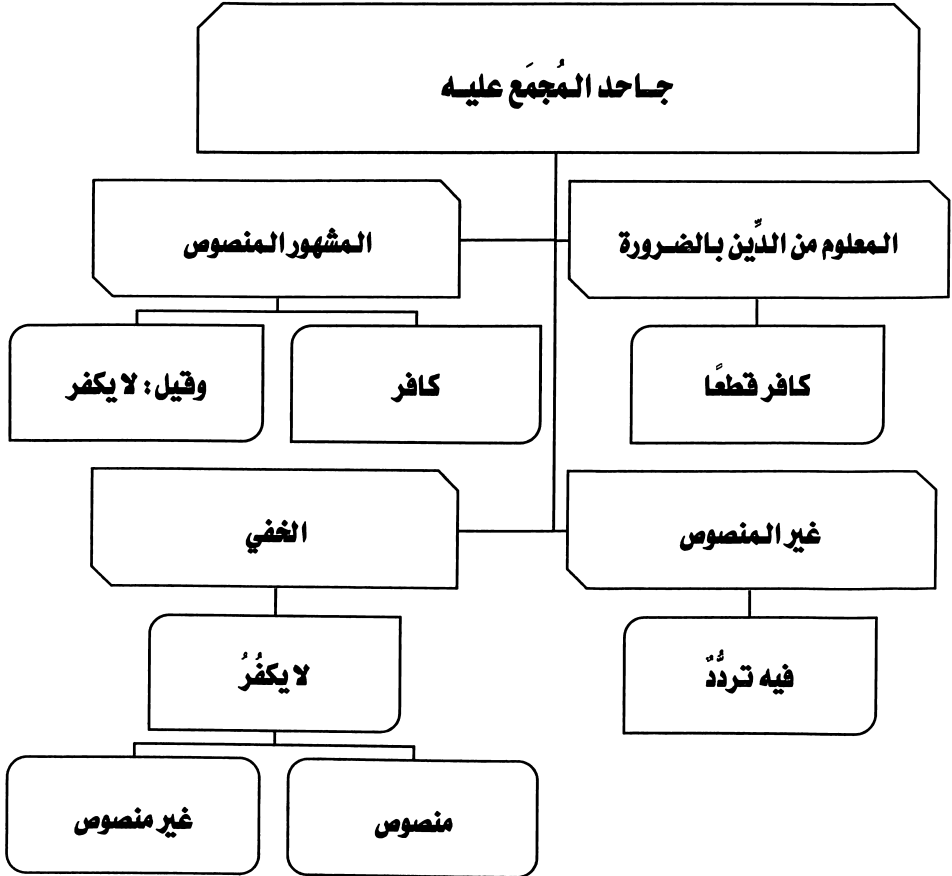 جاحد المُجمَع عليه
المعلوم من الدِّين بالضرورة
المشهور المنصوص
كافر قطعًا
كافر
وقيل: لا يكفر
غير المنصوص
الخفي
فيه تردُّدٌ
لا يكفُرُ
منصوص
غير منصوص